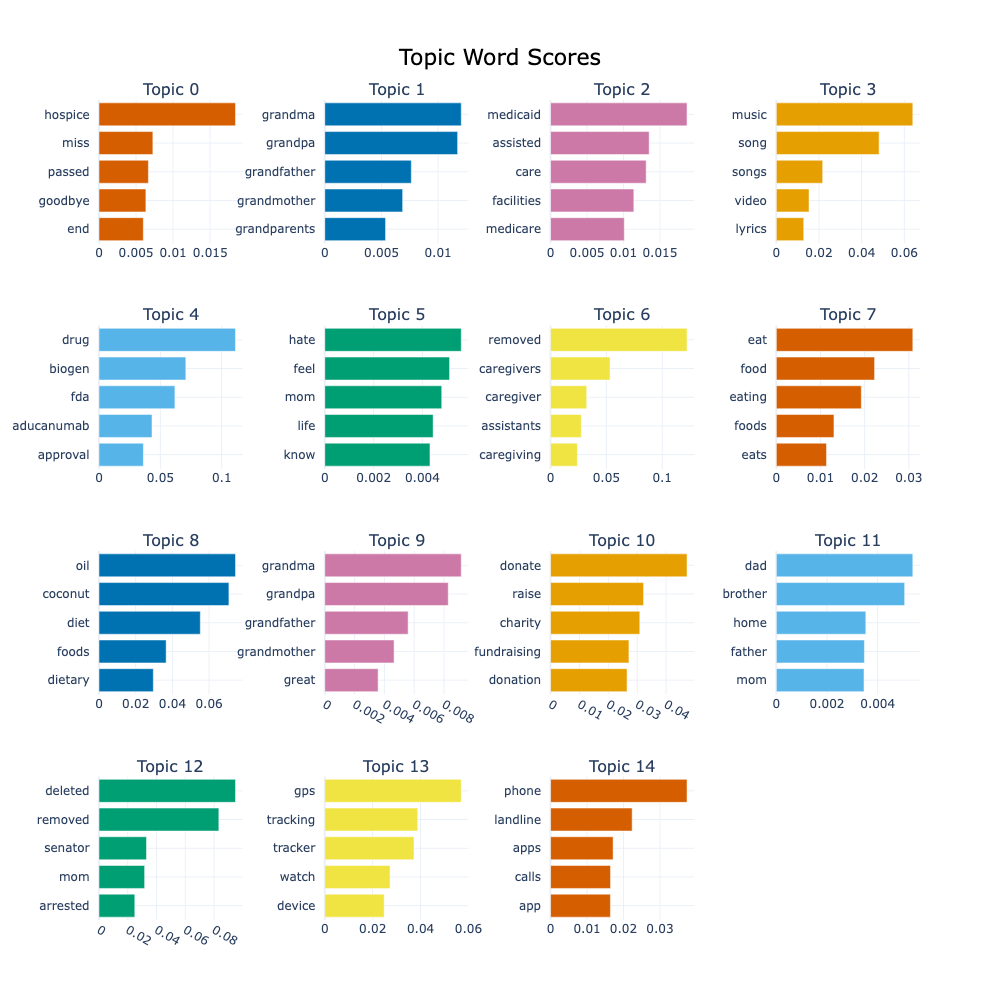 Topic Word Scores
Topic 0
hospice
miss
passed
goodbye
end
0 0.005 0.01 0.015
Topic 1
grandma
grandpa
grandfather
grandmother
grandparents
0 0.005 0.01
Topic 2
medicaid
assisted
care
facilities
medicare
0 0.005 0.01 0.015
Topic 3
music
song
songs
video
lyrics
0 0.02 0.04 0.06
Topic 4
drug
biogen
fda
aducanumab
approval
0 0.05 0.1
Topic 5
hate
feel
mom
life
know
0 0.002 0.004
Topic 6
removed
caregivers
caregiver
assistants
caregiving
0 0.05 0.1
Topic 7
eat
food
eating
foods
eats
0 0.01 0.02 0.03
Topic 8
oil
coconut
diet
foods
dietary
0 0.02 0.04 0.06
Topic 9
grandma
grandpa
grandfather
grandmother
great
0 0.002 0.004 0.006 0.008
Topic 10
donate
raise
charity
fundraising
donation
0 0.01 0.02 0.03 0.04
Topic 11
dad
brother
home
father
mom
0 0.002 0.004
Topic 12
deleted
removed
senator
mom
arrested
0 0.02 0.04 0.06 0.08
Topic 13
gps
tracking
tracker
watch
device
0 0.02 0.04 0.06
Topic 14
phone
landline
apps
calls
app
0 0.01 0.02 0.03